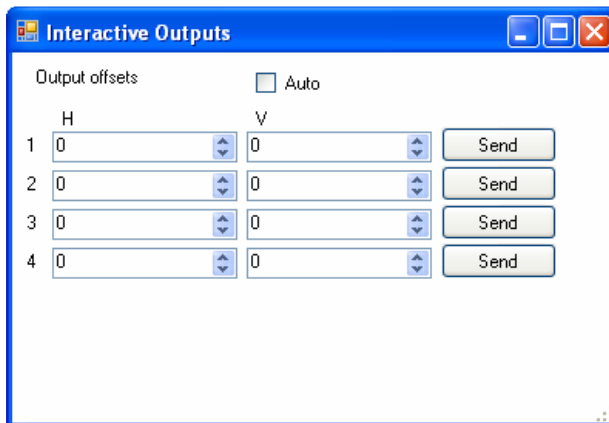 Interactive Outputs
Output offsets Auto
H V
1 0 0 Send
2 0 0 Send
3 0 0 Send
4 0 0 Send